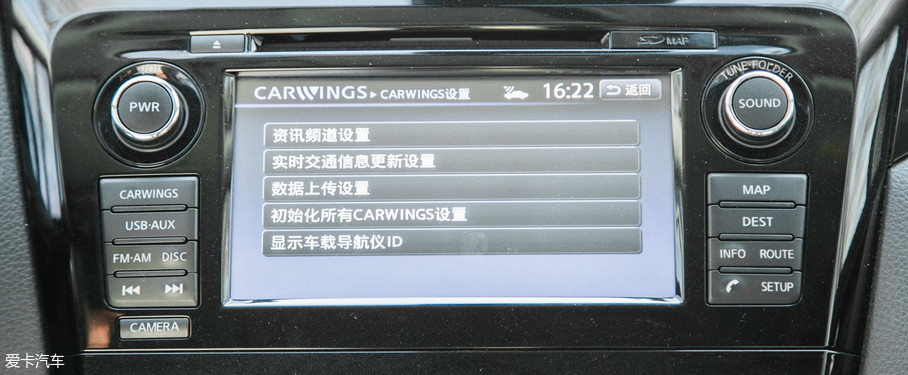 SD MAP
TUNE·FOLDER
PWR
SOUND
CARWINGS ▸ CARWINGS设置
16:22
返回
资讯频道设置
实时交通信息更新设置
数据上传设置
初始化所有CARWINGS设置
显示车载导航仪ID
CARWINGS
USB·AUX
FM·AM DISC
CAMERA
MAP
DEST
INFO ROUTE
SETUP
爱卡汽车